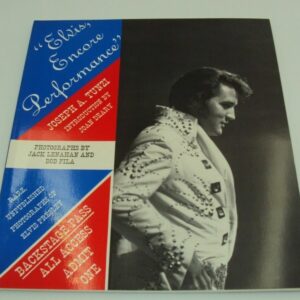 "Elvis,
Encore
Performance"
JOSEPH A. TUNZI
INTRODUCTION BY
JOAN DEARY
PHOTOGRAPHS BY
JACK LENAHAN AND
BOB FILA
RARE
UNPUBLISHED
PHOTOGRAPHS OF
ELVIS PRESLEY
BACKSTAGE PASS
ALL ACCESS
ADMIT
ONE